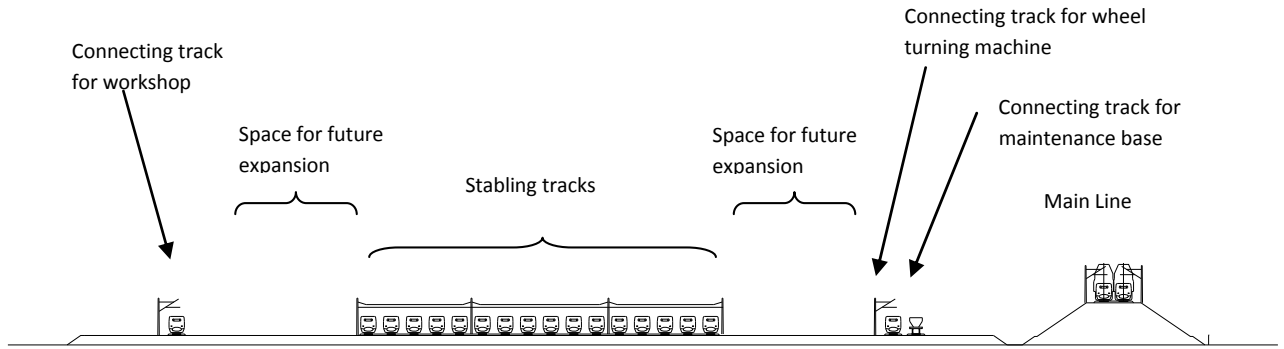 Connecting track for wheel
turning machine
Connecting track
for workshop
Connecting track for
maintenance base
Space for future
expansion
Space for future
expansion
Stabling tracks
Main Line